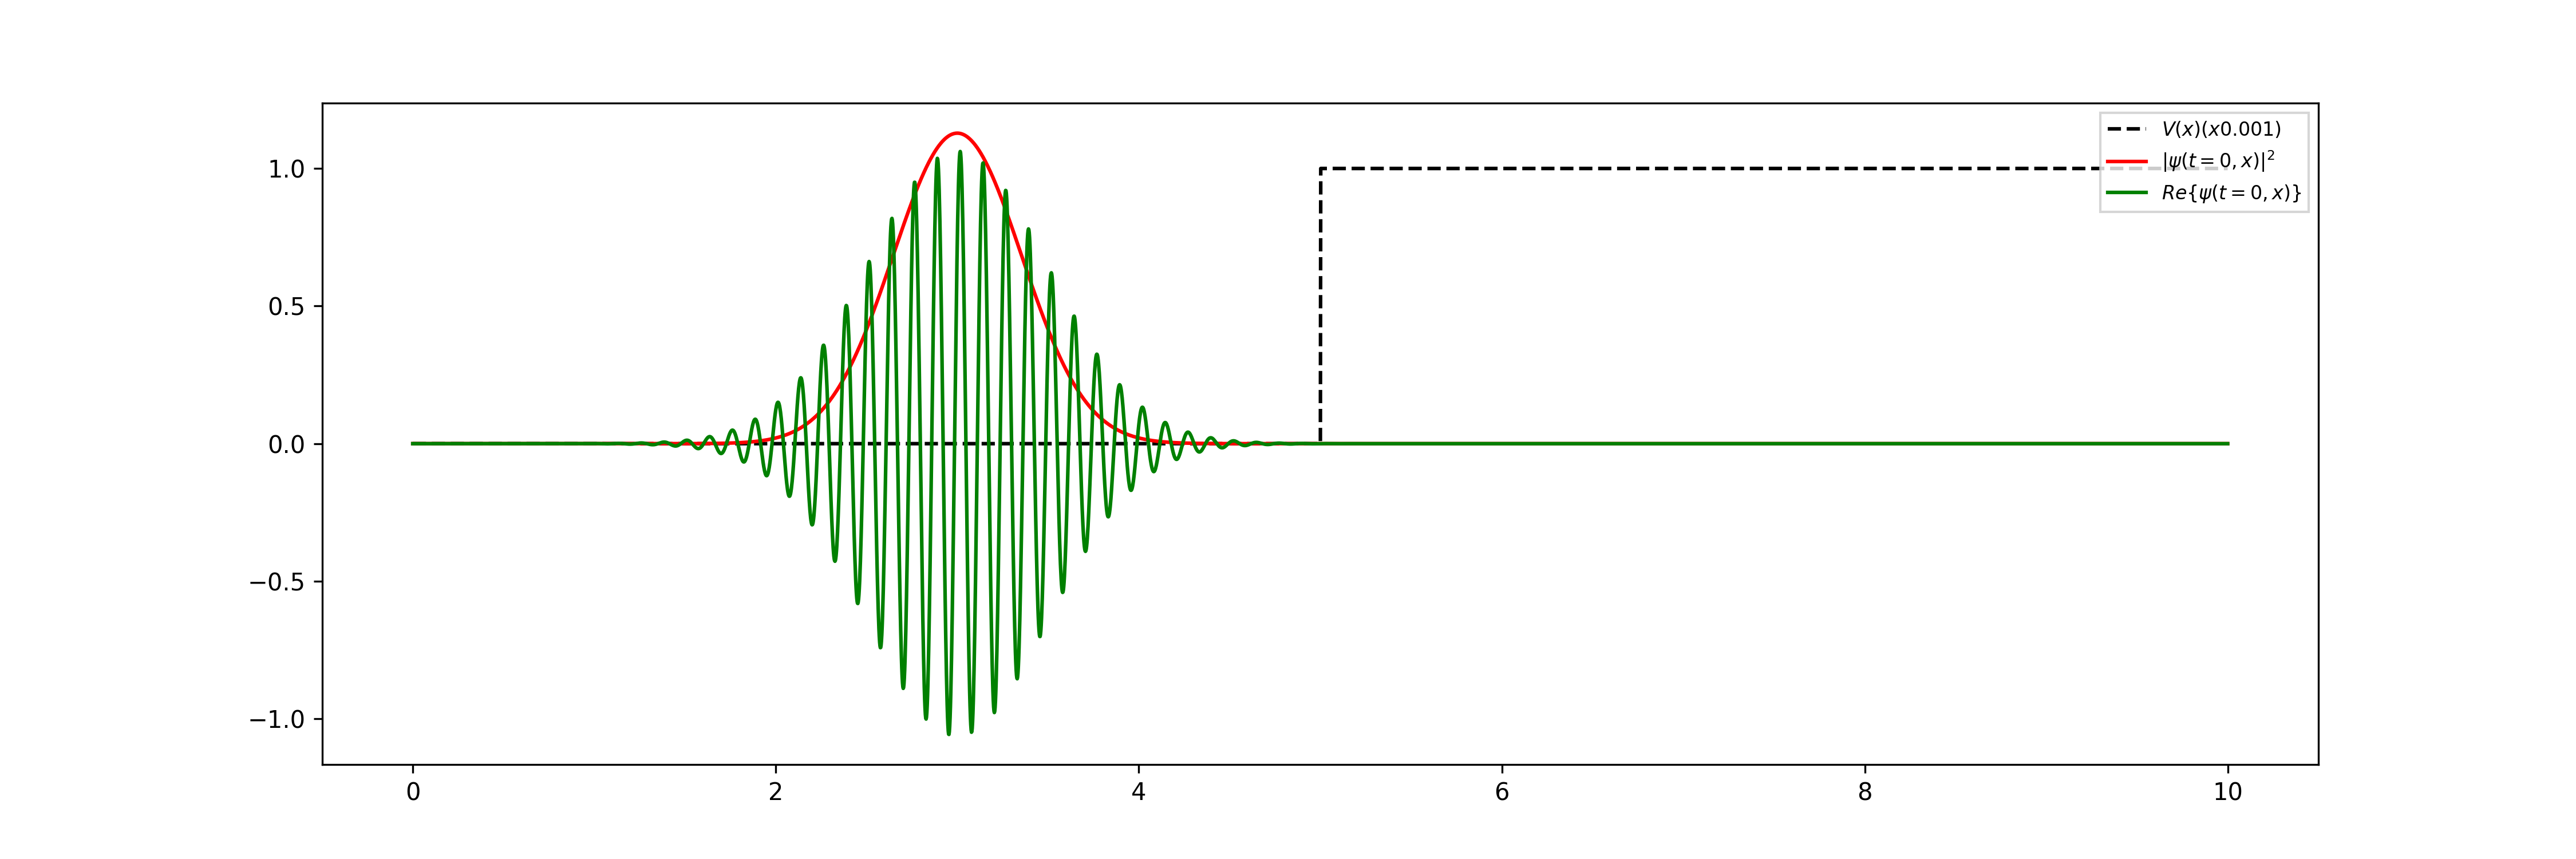 V(x)(x0.001)
|ψ(t = 0, x)|²
Re{ψ(t = 0, x)}
1.0
0.5
0.0
−0.5
−1.0
0 2 4 6 8 10